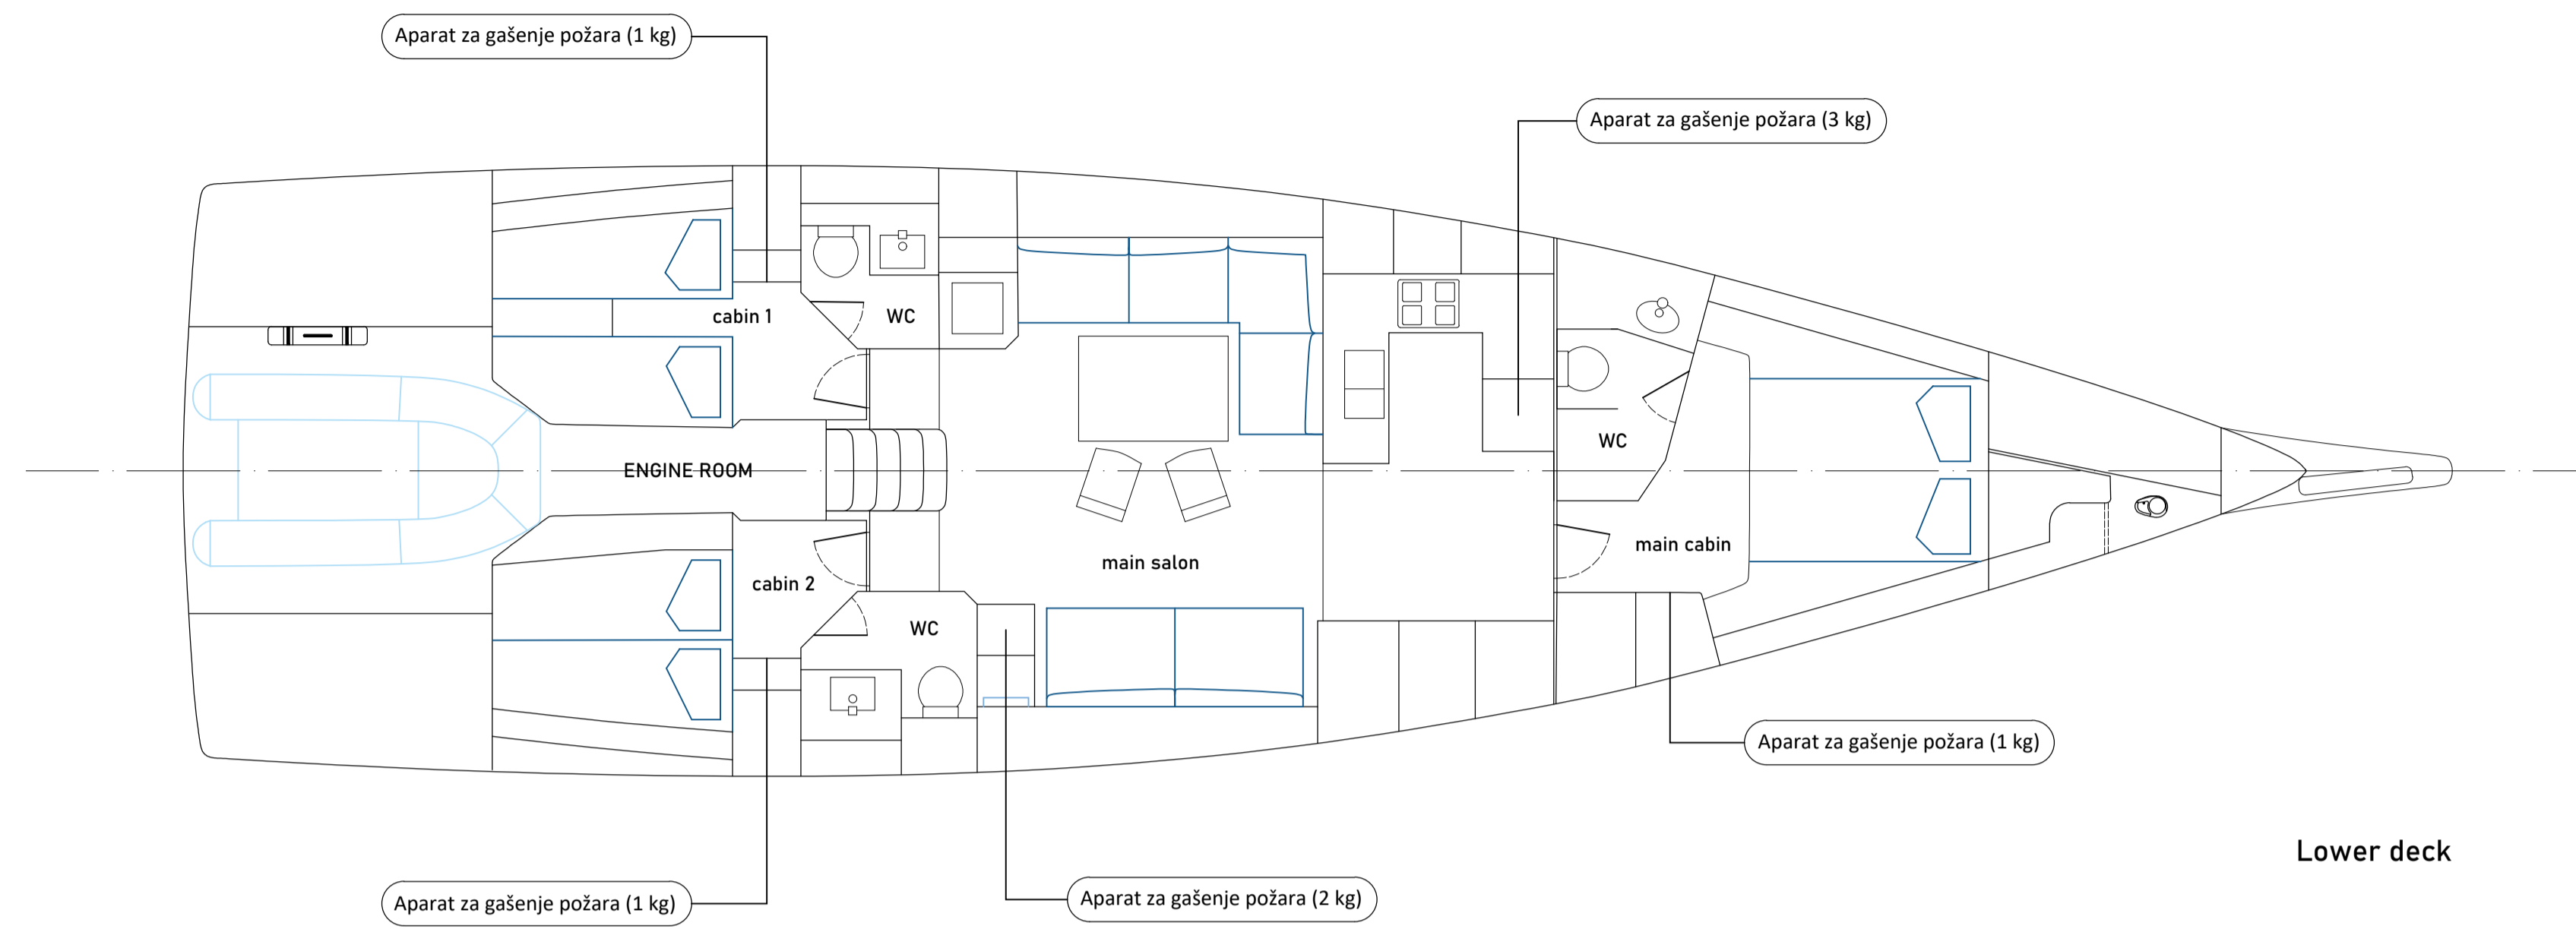 Aparat za gašenje požara (1 kg)
Aparat za gašenje požara (3 kg)
cabin 1
WC
WC
ENGINE ROOM
main cabin
main salon
cabin 2
WC
Aparat za gašenje požara (1 kg)
Lower deck
Aparat za gašenje požara (1 kg)
Aparat za gašenje požara (2 kg)